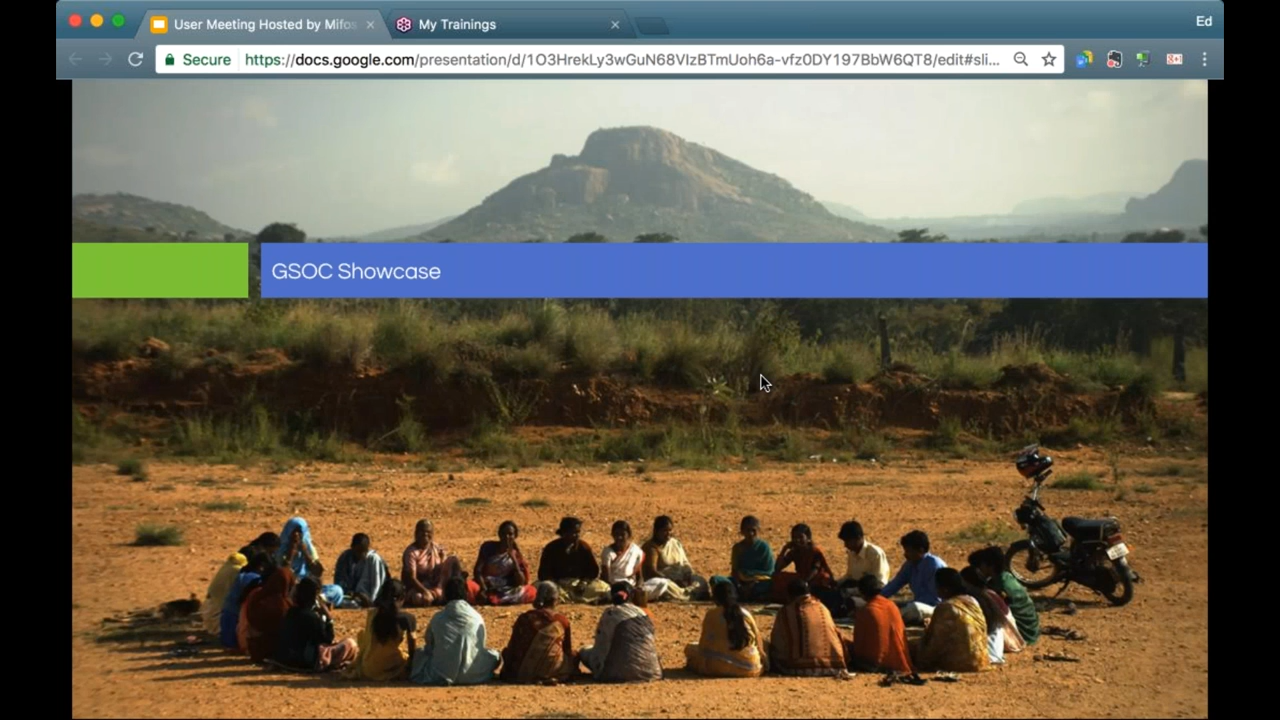 User Meeting Hosted by Mifos
My Trainings
Ed
Secure
https://docs.google.com/presentation/d/1O3HrekLy3wGuN68VIzBTmUoh6a-vfz0DY197BbW6QT8/edit#sli...
GSOC Showcase